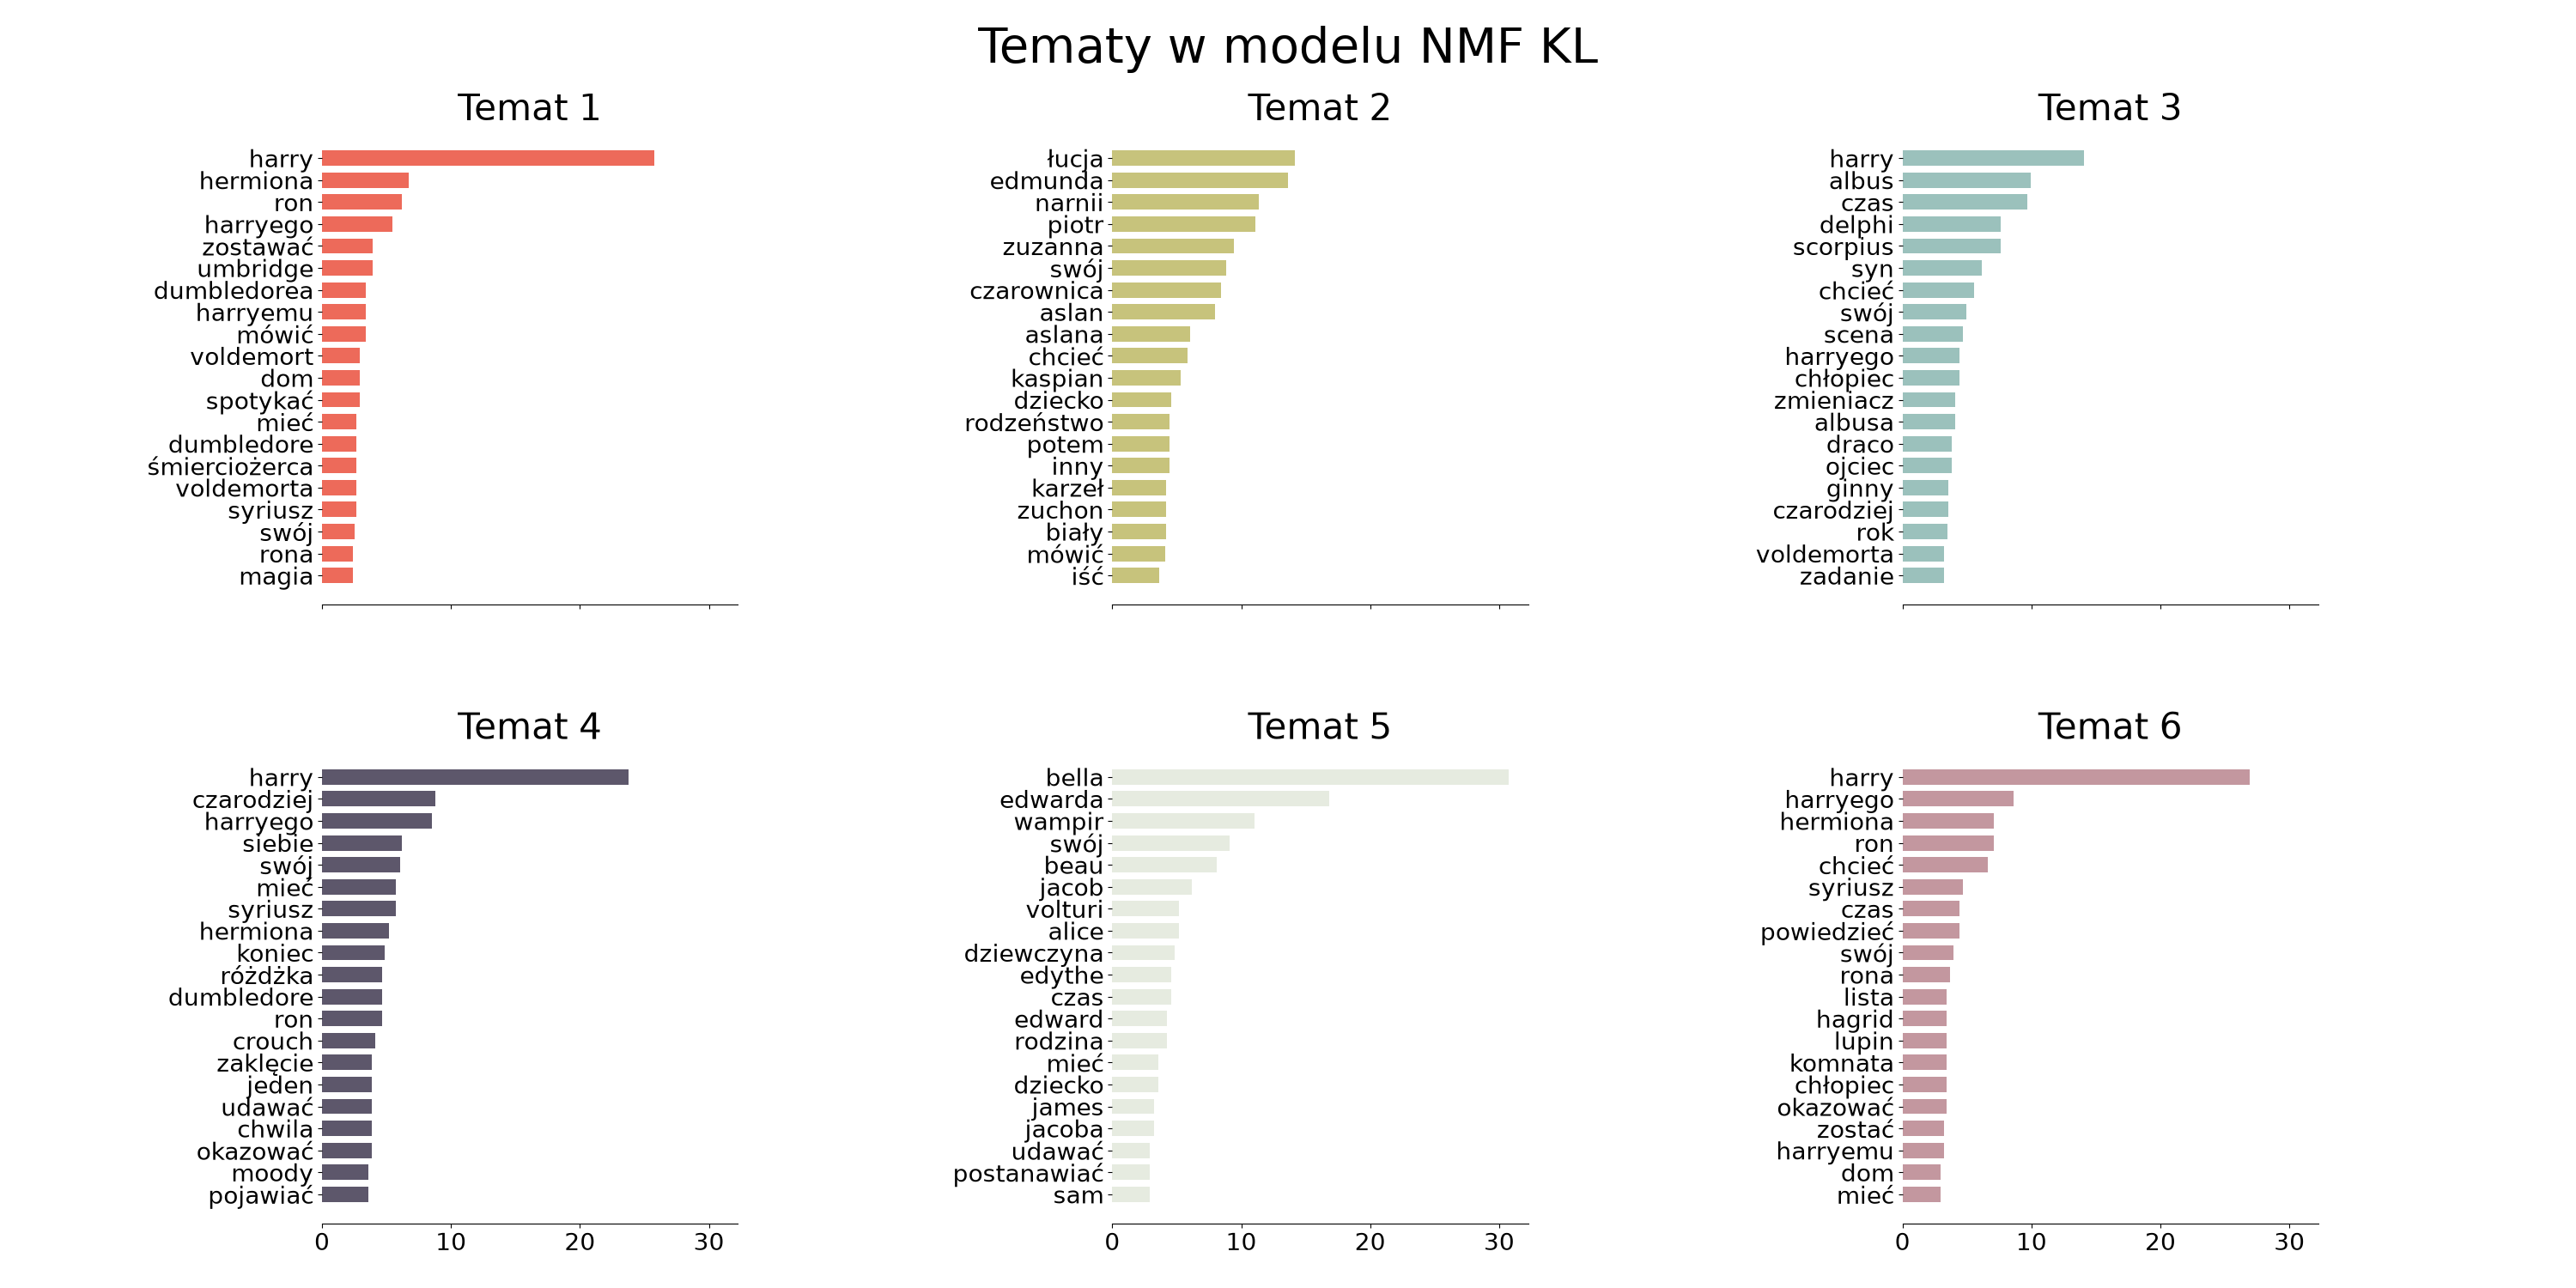 Tematy w modelu NMF KL
Temat 1
harry
hermiona
ron
harryego
zostawać
umbridge
dumbledorea
harryemu
mówić
voldemort
dom
spotykać
mieć
dumbledore
śmierciożerca
voldemorta
syriusz
swój
rona
magia
Temat 2
łucja
edmunda
narnii
piotr
zuzanna
swój
czarownica
aslan
aslana
chcieć
kaspian
dziecko
rodzeństwo
potem
inny
karzeł
zuchon
biały
mówić
iść
Temat 3
harry
albus
czas
delphi
scorpius
syn
chcieć
swój
scena
harryego
chłopiec
zmieniacz
albusa
draco
ojciec
ginny
czarodziej
rok
voldemorta
zadanie
Temat 4
harry
czarodziej
harryego
siebie
swój
mieć
syriusz
hermiona
koniec
różdżka
dumbledore
ron
crouch
zaklęcie
jeden
udawać
chwila
okazować
moody
pojawiać
0 10 20 30
Temat 5
bella
edwarda
wampir
swój
beau
jacob
volturi
alice
dziewczyna
edythe
czas
edward
rodzina
mieć
dziecko
james
jacoba
udawać
postanawiać
sam
0 10 20 30
Temat 6
harry
harryego
hermiona
ron
chcieć
syriusz
czas
powiedzieć
swój
rona
lista
hagrid
lupin
komnata
chłopiec
okazować
zostać
harryemu
dom
mieć
0 10 20 30